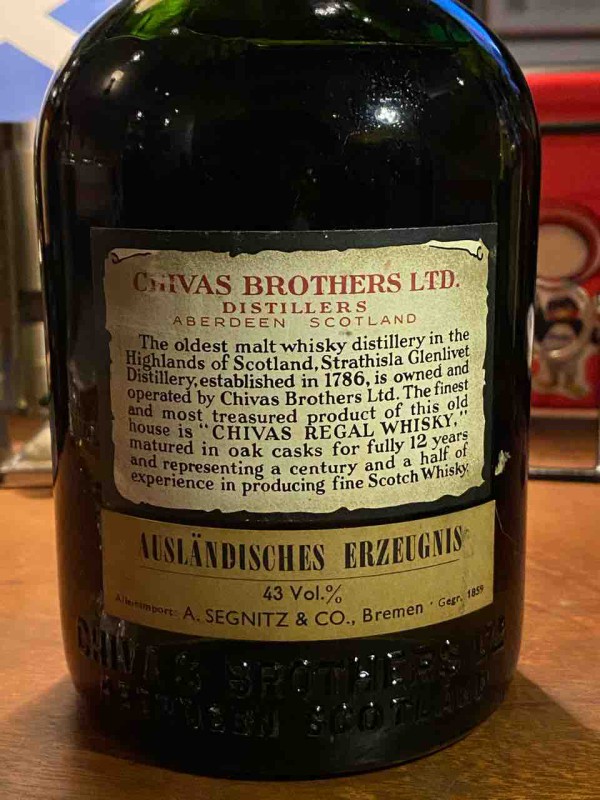 CHIVAS BROTHERS LTD.
DISTILLERS
ABERDEEN SCOTLAND
The oldest malt whisky distillery in the
Highlands of Scotland, Strathisla Glenlivet
Distillery, established in 1786, is owned and
operated by Chivas Brothers Ltd. The finest
and most treasured product of this old
house is "CHIVAS REGAL WHISKY,"
matured in oak casks for fully 12 years
and representing a century and a half of
experience in producing fine Scotch Whisky.
AUSLÄNDISCHES ERZEUGNIS
43 Vol.%
Alleinimport: A. SEGNITZ & CO., Bremen · Gegr. 1859
CHIVAS BROTHERS LTD
ABERDEEN SCOTLAND